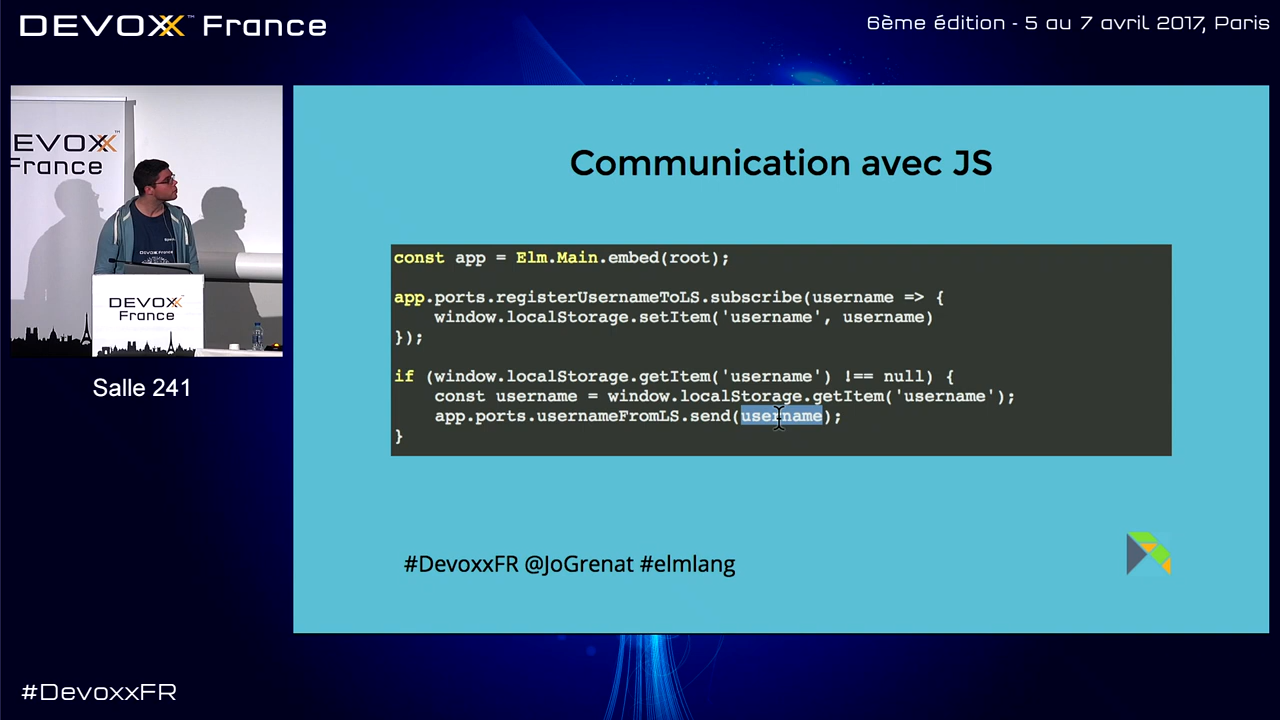 DEVOXX™ France
6ème édition - 5 au 7 avril 2017, Paris
EVOXX™
France
DEVOXX
France
Salle 241
Communication avec JS
const app = Elm.Main.embed(root);
app.ports.registerUsernameToLS.subscribe(username => {
    window.localStorage.setItem('username', username)
});
if (window.localStorage.getItem('username') !== null) {
    const username = window.localStorage.getItem('username');
    app.ports.usernameFromLS.send(username);
}
#DevoxxFR @JoGrenat #elmlang
#DevoxxFR